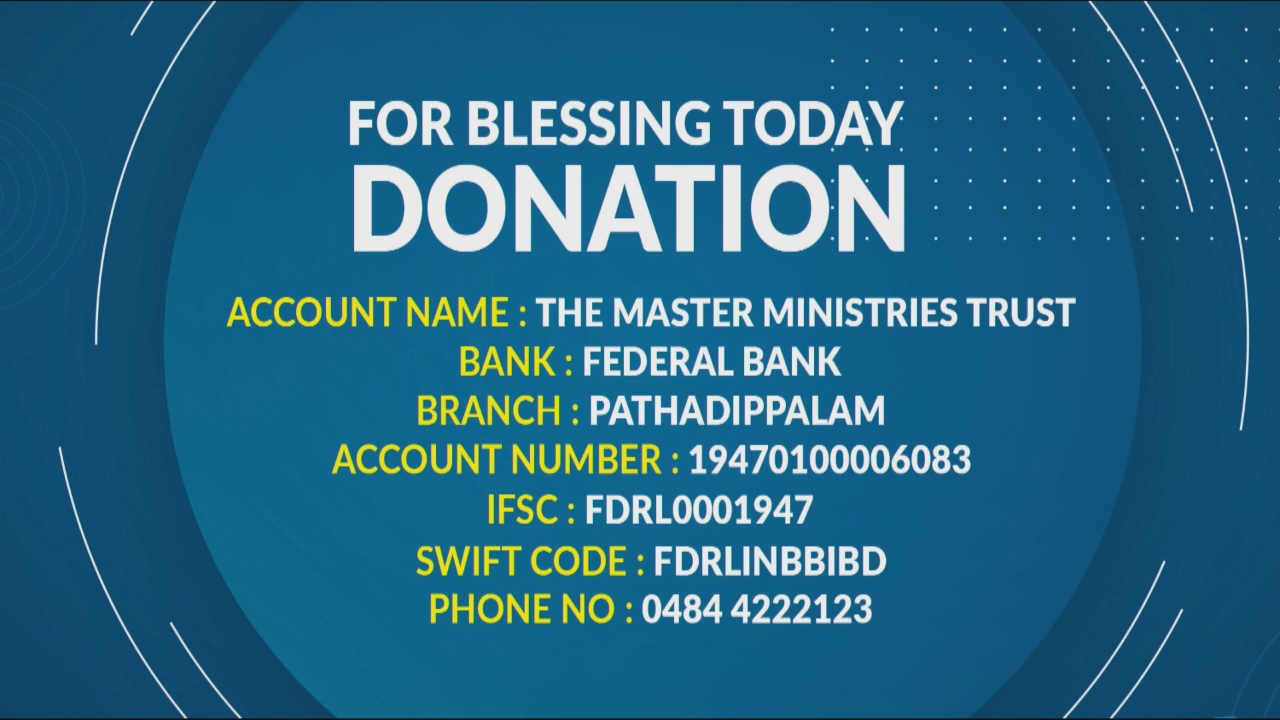 FOR BLESSING TODAY
DONATION
ACCOUNT NAME : THE MASTER MINISTRIES TRUST
BANK : FEDERAL BANK
BRANCH : PATHADIPPALAM
ACCOUNT NUMBER : 19470100006083
IFSC : FDRL0001947
SWIFT CODE : FDRLINBBIBD
PHONE NO : 0484 4222123